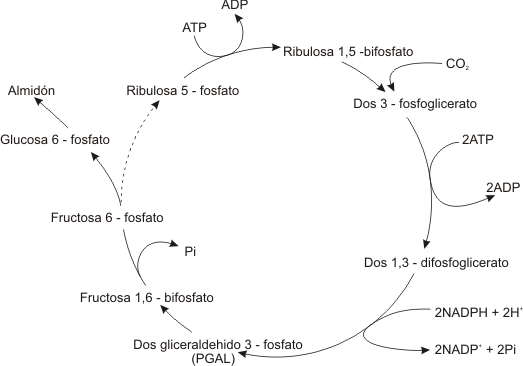 ADP
ATP
Ribulosa 1,5 -bifosfato
CO₂
Ribulosa 5 - fosfato
Dos 3 - fosfoglicerato
Almidón
Glucosa 6 - fosfato
2ATP
2ADP
Fructosa 6 - fosfato
Pi
Dos 1,3 - difosfoglicerato
Fructosa 1,6 - bifosfato
2NADPH + 2H⁺
Dos gliceraldehido 3 - fosfato
(PGAL)
2NADP⁺ + 2Pi